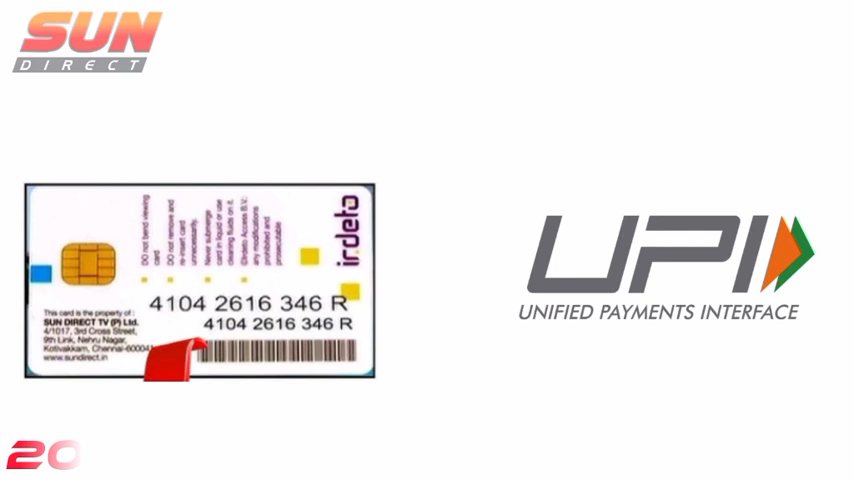 SUN
DIRECT
DO not bend viewing
card
DO not remove and
re-insert card
unnecessarily.
Never submerge
card in liquid or use
cleaning fluids on it.
©Irdeto Access B.V:
any modifications
prohibited and
prosecutable
irdeto
4104 2616 346 R
4104 2616 346 R
This card is the property of :
SUN DIRECT TV (P) Ltd.
4/1017, 3rd Cross Street,
9th Link, Nehru Nagar,
Kotivakkam, Chennai-60004
www.sundirect.in
UPI
UNIFIED PAYMENTS INTERFACE
20